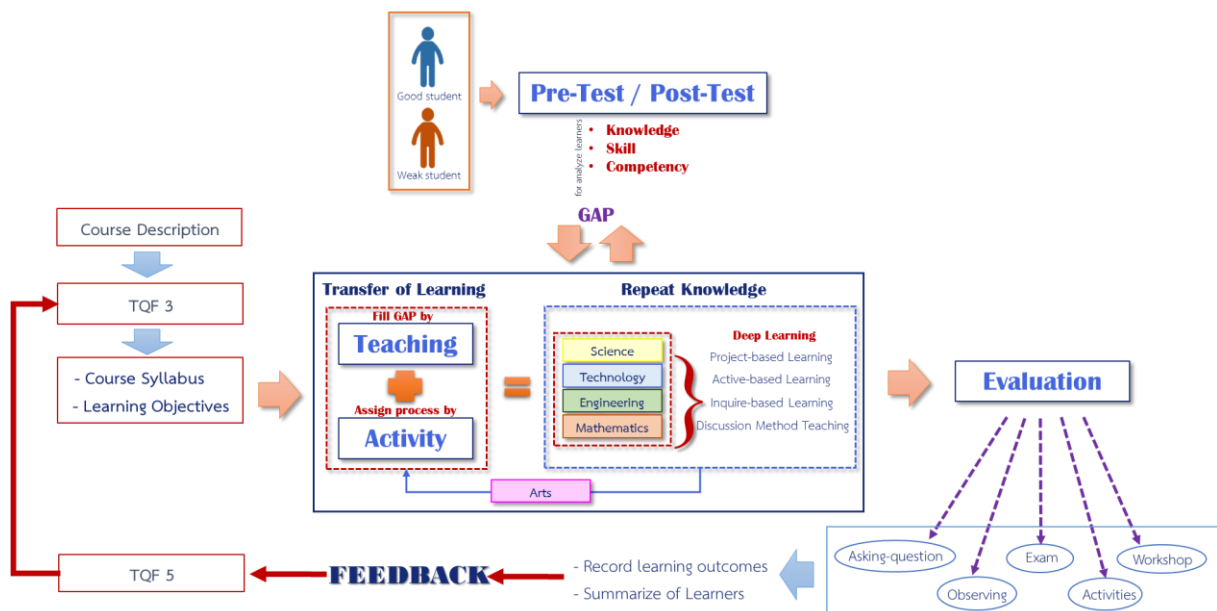 Good student
Weak student
Pre-Test / Post-Test
for analyze learners
• Knowledge
• Skill
• Competency
GAP
Course Description
TQF 3
- Course Syllabus
- Learning Objectives
Transfer of Learning
Fill GAP by
Teaching
Assign process by
Activity
Repeat Knowledge
Science
Technology
Engineering
Mathematics
Deep Learning
Project-based Learning
Active-based Learning
Inquire-based Learning
Discussion Method Teaching
Arts
Evaluation
Asking-question
Observing
Exam
Activities
Workshop
- Record learning outcomes
- Summarize of Learners
FEEDBACK
TQF 5